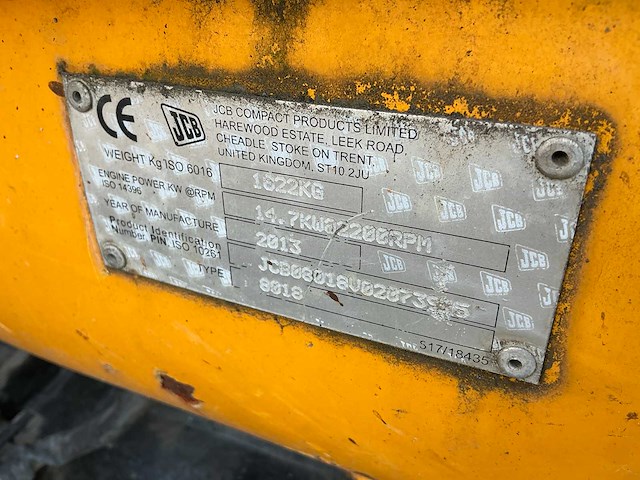 CE
JCB
JCB COMPACT PRODUCTS LIMITED
HAREWOOD ESTATE, LEEK ROAD
CHEADLE STOKE ON TRENT,
UNITED KINGDOM, ST10 2JU
WEIGHT Kg ISO 6016 1622KG
ENGINE POWER KW @RPM
ISO 14396 14.7KW@2200RPM
YEAR OF MANUFACTURE 2013
Product Identification
Number, PIN, ISO 10261
TYPE 8018
517/18435